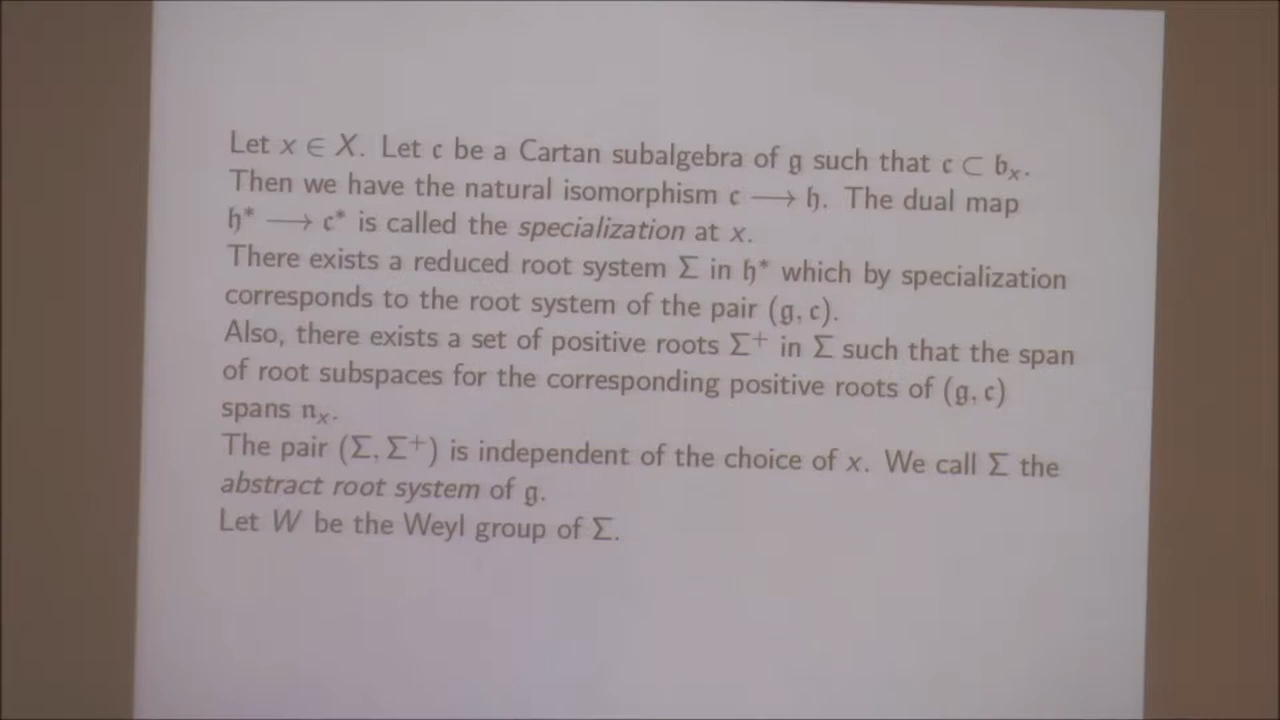 Let x ∈ X. Let 𝔠 be a Cartan subalgebra of 𝔤 such that 𝔠 ⊂ 𝔟ₓ.
Then we have the natural isomorphism 𝔠 ⟶ 𝔥. The dual map
𝔥* ⟶ 𝔠* is called the specialization at x.
There exists a reduced root system Σ in 𝔥* which by specialization
corresponds to the root system of the pair (𝔤, 𝔠).
Also, there exists a set of positive roots Σ⁺ in Σ such that the span
of root subspaces for the corresponding positive roots of (𝔤, 𝔠)
spans 𝔫ₓ.
The pair (Σ, Σ⁺) is independent of the choice of x. We call Σ the
abstract root system of 𝔤.
Let W be the Weyl group of Σ.